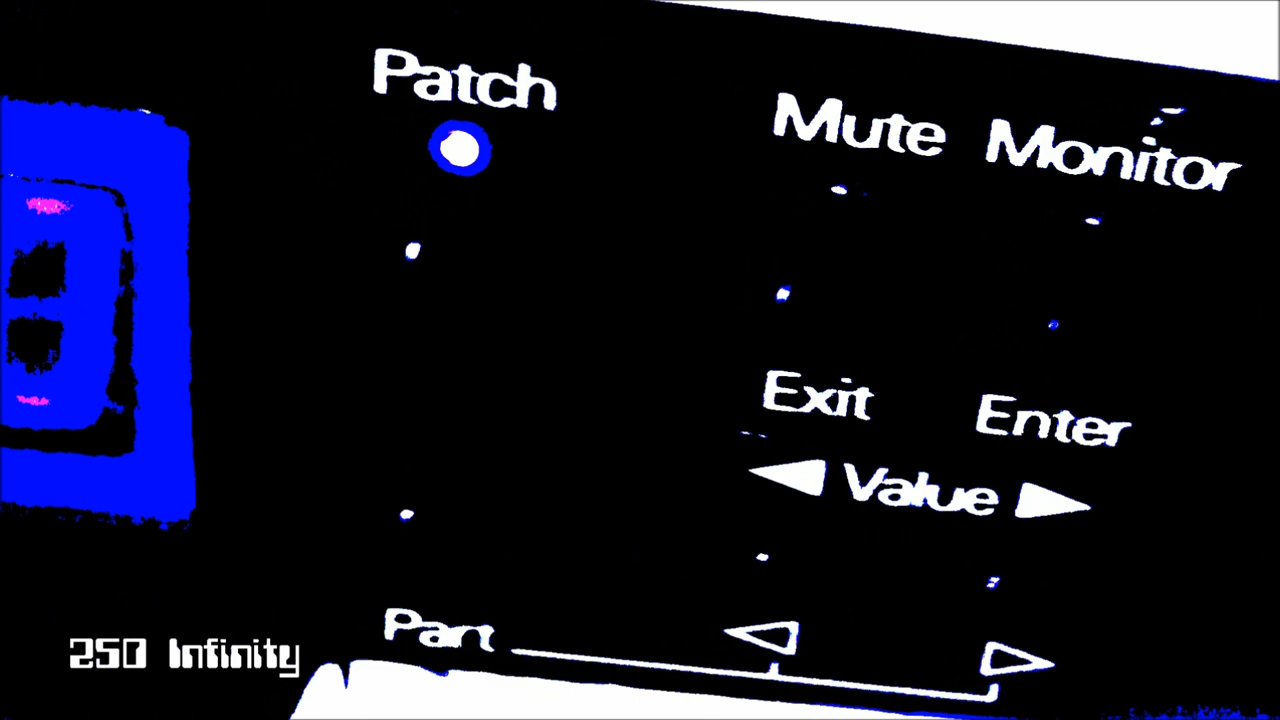 Patch
Mute Monitor
Exit Enter
Value
Part
250 Infinity